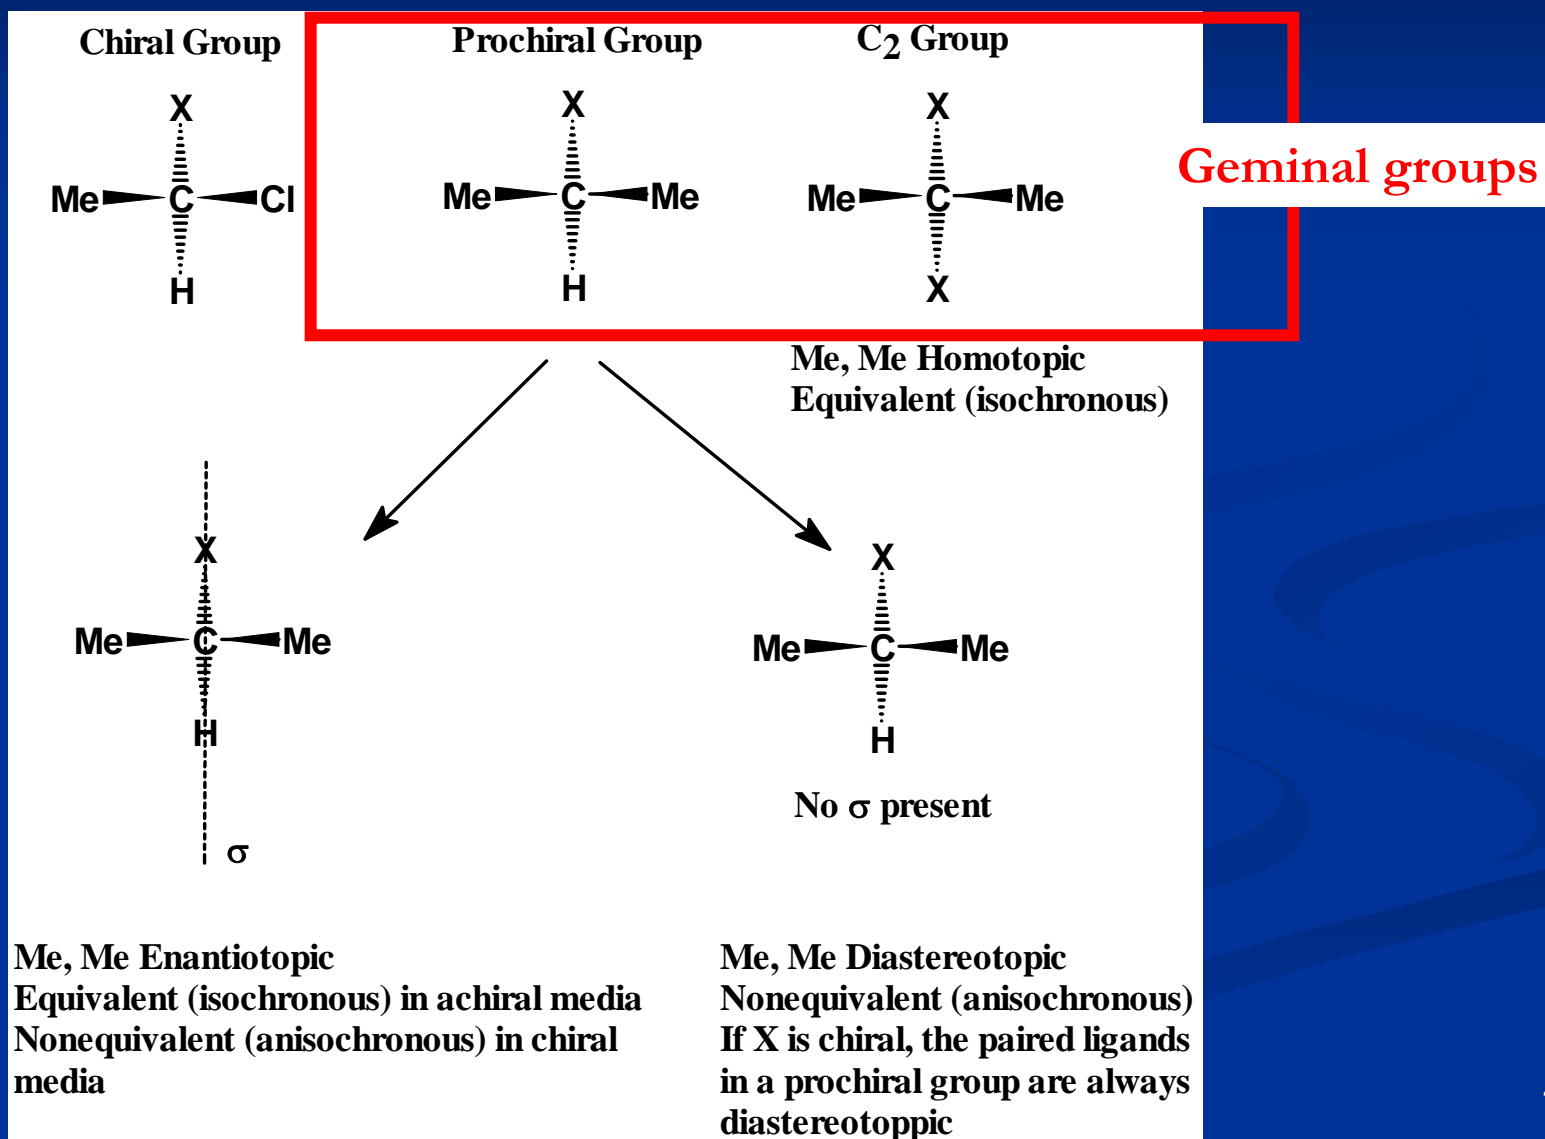 Chiral Group
Prochiral Group
C2 Group
X
Me C Cl
H
X
Me C Me
H
X
Me C Me
X
Geminal groups
Me, Me Homotopic
Equivalent (isochronous)
X
Me C Me
H
σ
X
Me C Me
H
No σ present
Me, Me Enantiotopic
Equivalent (isochronous) in achiral media
Nonequivalent (anisochronous) in chiral
media
Me, Me Diastereotopic
Nonequivalent (anisochronous)
If X is chiral, the paired ligands
in a prochiral group are always
diastereotoppic